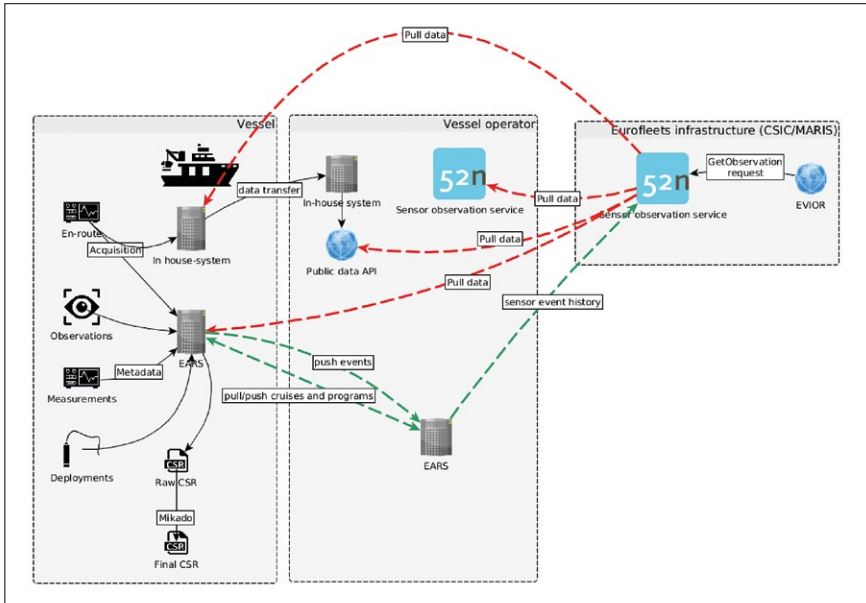 Pull data
Vessel
Vessel operator
Eurofleets infrastructure (CSIC/MARIS)
52n
Sensor observation service
52n
Sensor observation service
GetObservation
request
EVIOR
data transfer
In-house system
Pull data
En-route
Acquisition
In house-system
Pull data
Public data API
Pull data
sensor event history
Observations
EARS
push events
Metadata
Measurements
pull/push cruises and programs
EARS
Deployments
CSR
Raw CSR
Mikado
CSR
Final CSR